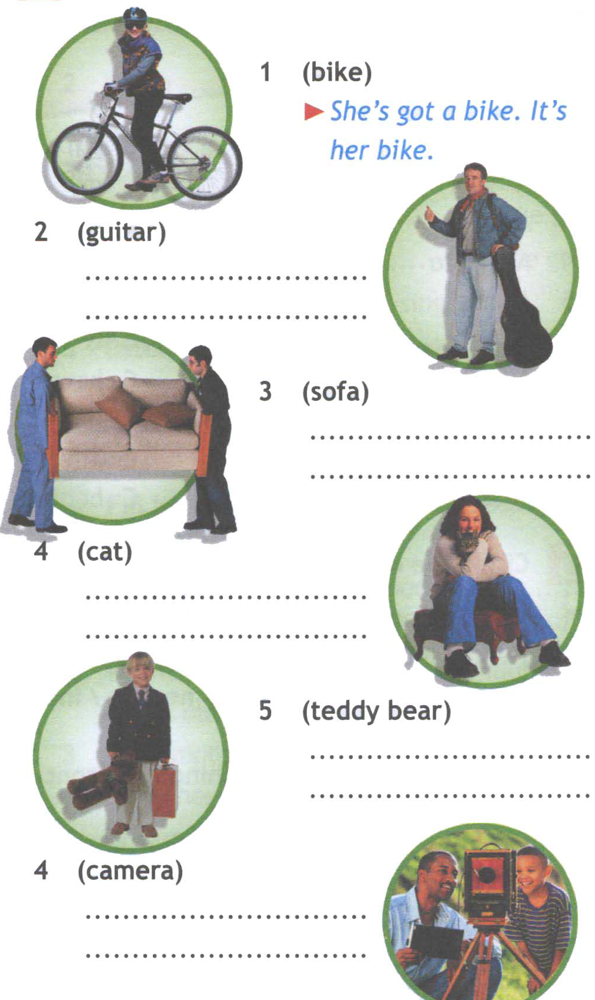 1 (bike)
She's got a bike. It's
her bike.
2 (guitar)
3 (sofa)
4 (cat)
5 (teddy bear)
4 (camera)